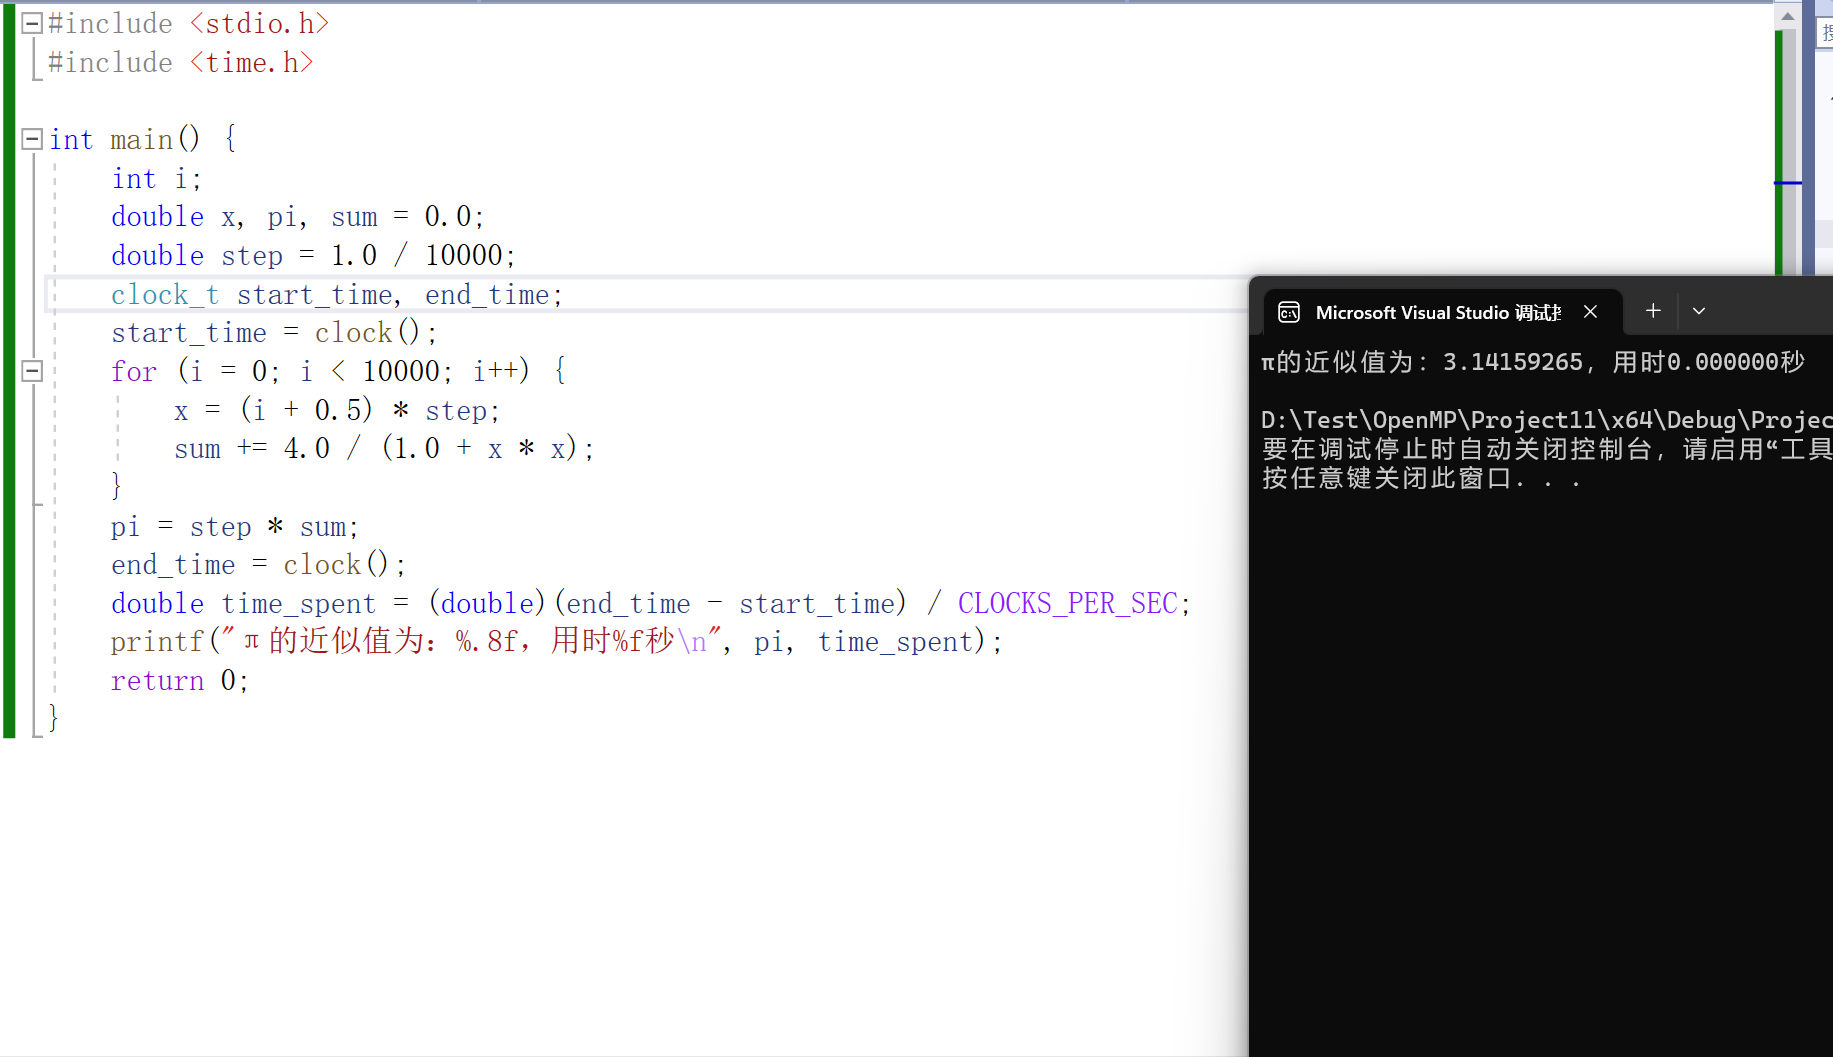 #include <stdio.h>
#include <time.h>
int main() {
int i;
double x, pi, sum = 0.0;
double step = 1.0 / 10000;
clock_t start_time, end_time;
start_time = clock();
for (i = 0; i < 10000; i++) {
x = (i + 0.5) * step;
sum += 4.0 / (1.0 + x * x);
}
pi = step * sum;
end_time = clock();
double time_spent = (double)(end_time - start_time) / CLOCKS_PER_SEC;
printf("π的近似值为：%.8f，用时%f秒\n", pi, time_spent);
return 0;
}
Microsoft Visual Studio 调试
π的近似值为：3.14159265，用时0.000000秒
D:\Test\OpenMP\Project11\x64\Debug\Projec
要在调试停止时自动关闭控制台，请启用“工具
按任意键关闭此窗口. . .